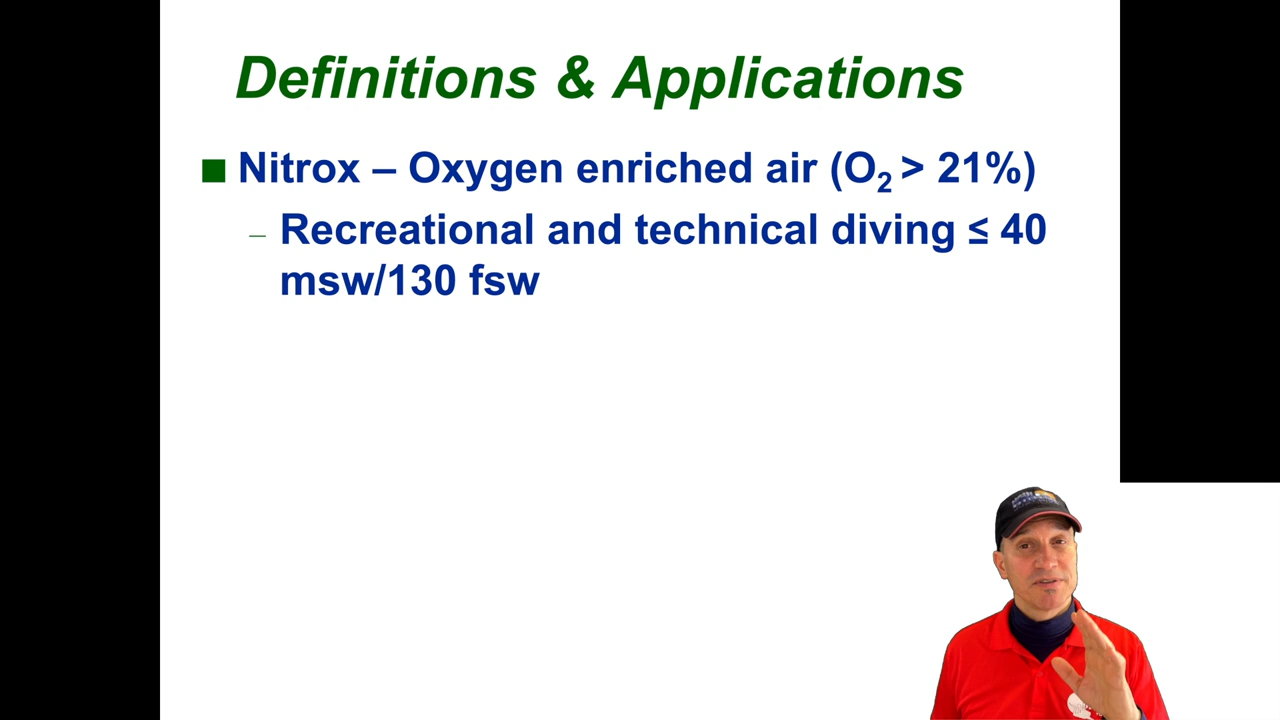 Definitions & Applications
Nitrox – Oxygen enriched air (O₂ > 21%)
– Recreational and technical diving ≤ 40
msw/130 fsw